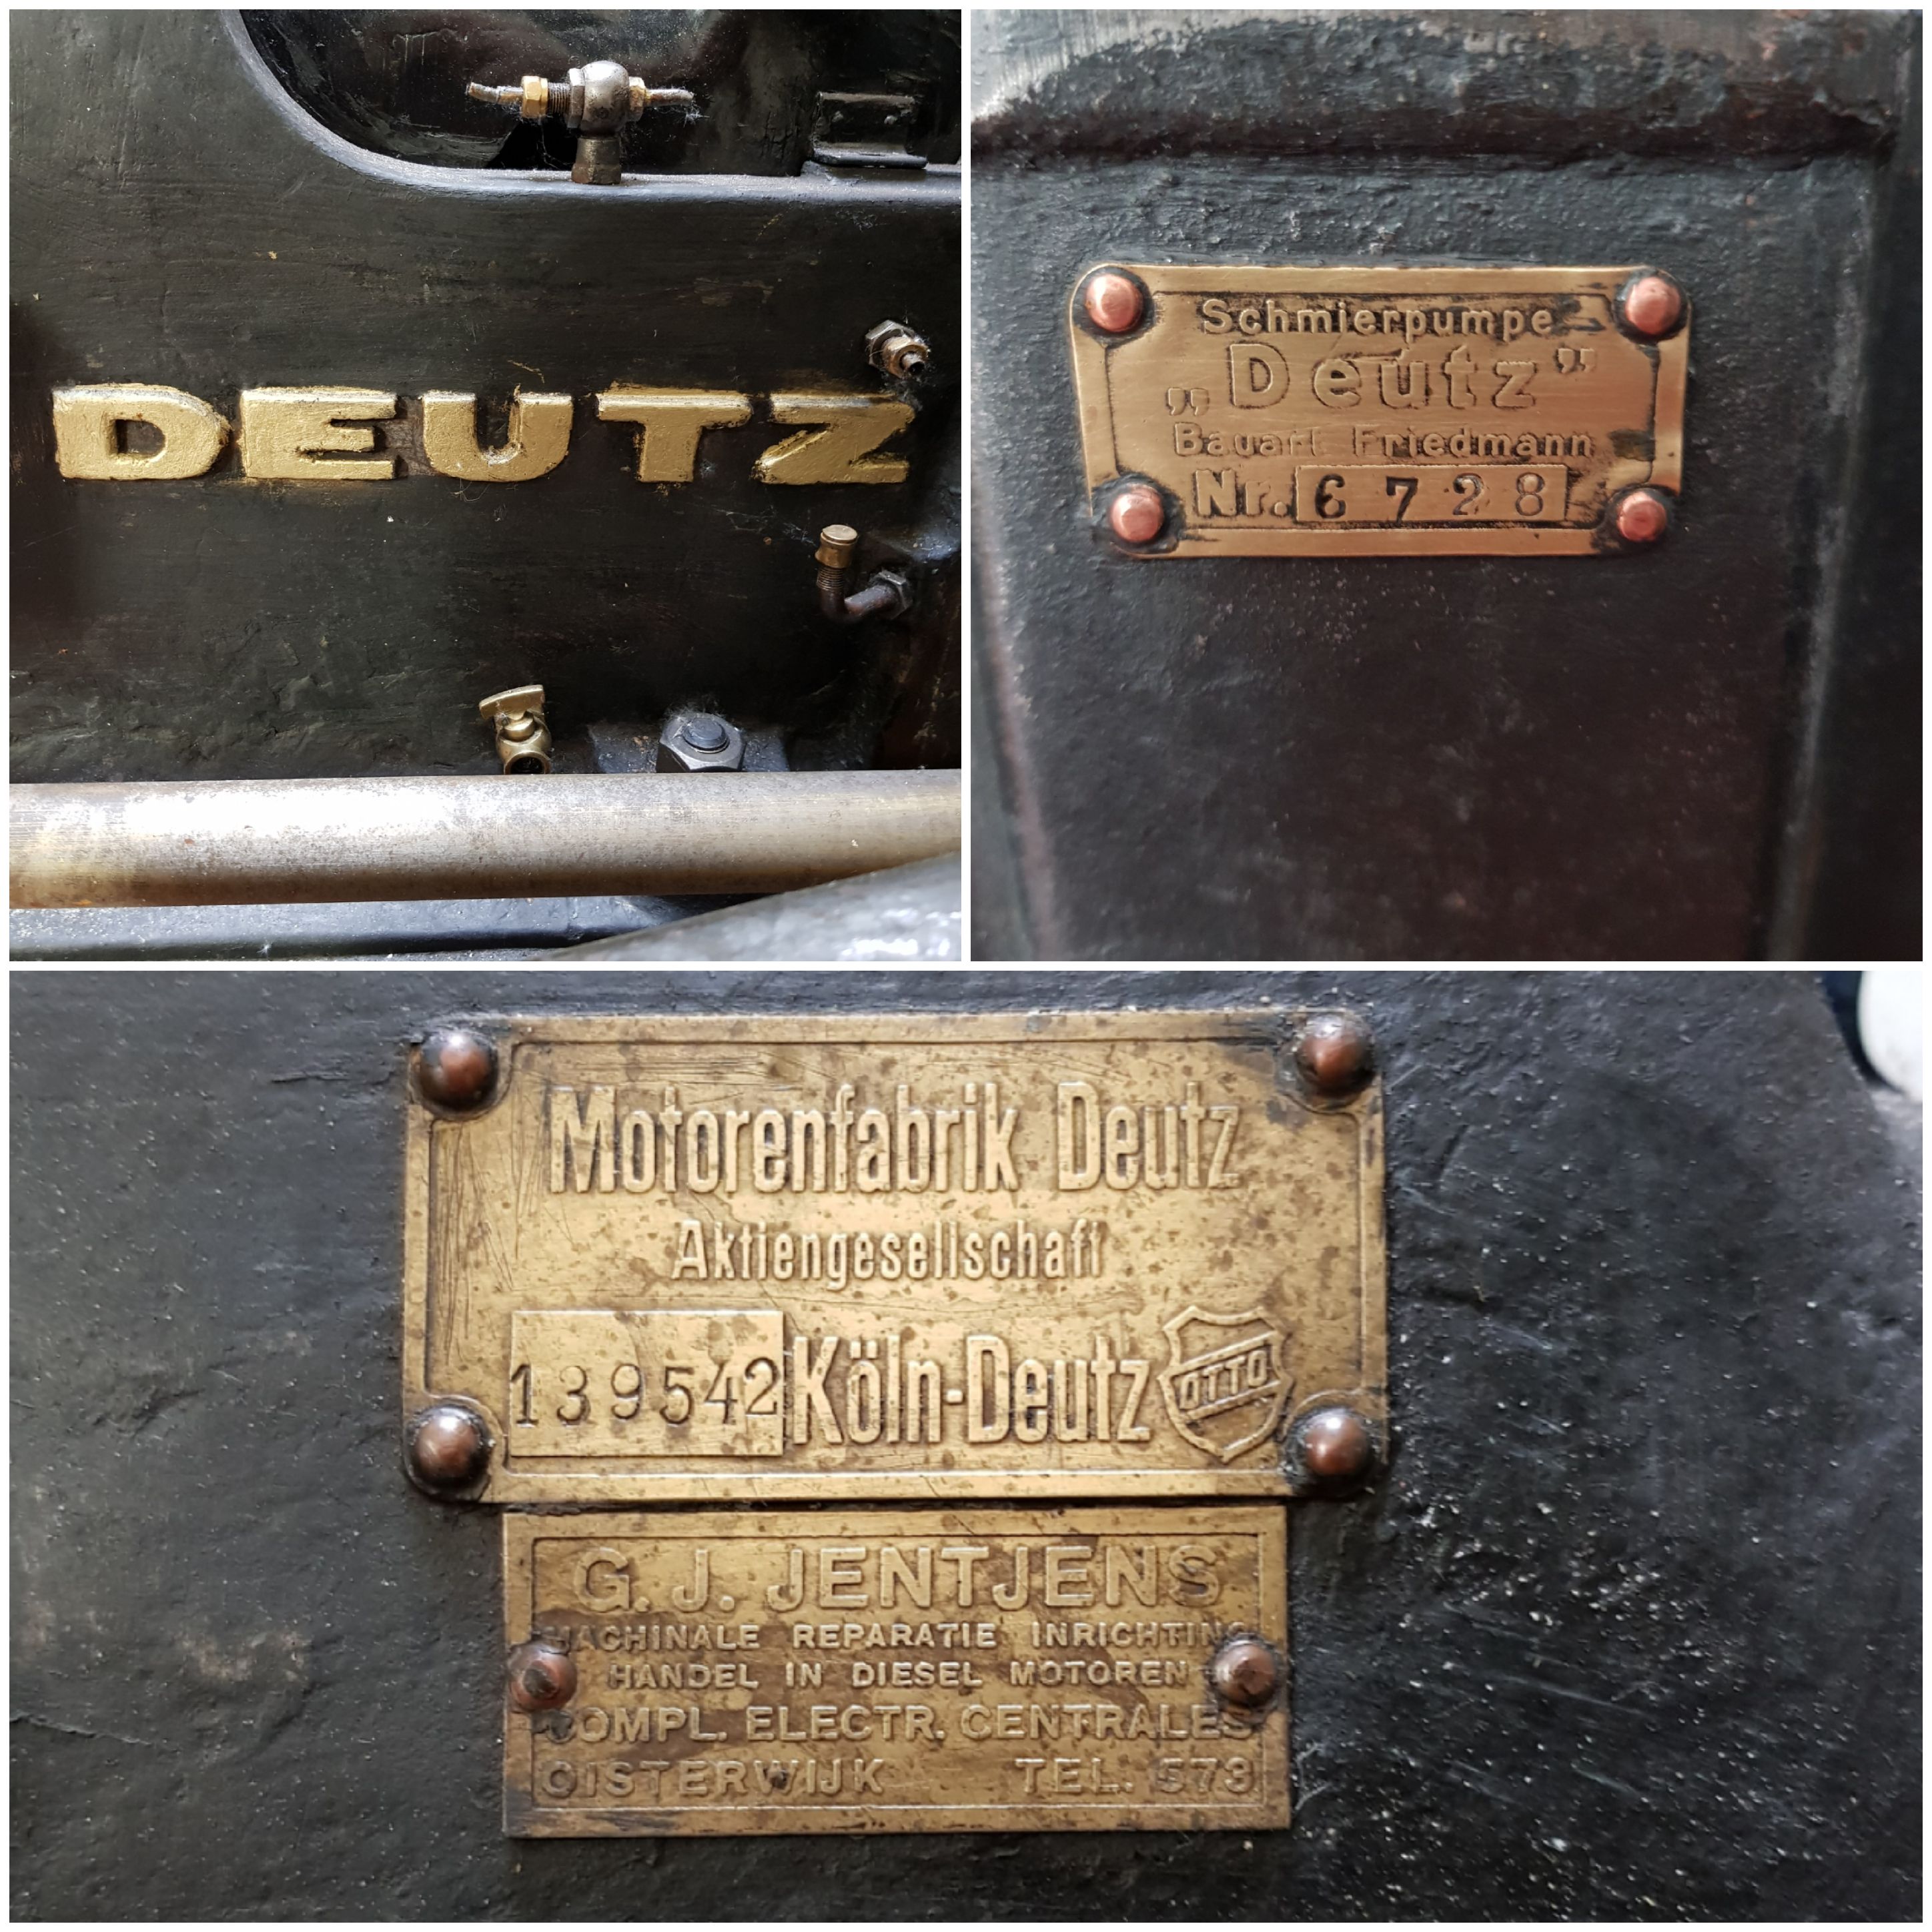 DEUTZ
Schmierpumpe
„Deutz”
Bauart Friedmann
Nr. 6728
Motorenfabrik Deutz
Aktiengesellschaft
139542 Köln-Deutz OTTO
G. J. JENTJENS
MACHINALE REPARATIE INRICHTING
HANDEL IN DIESEL MOTOREN
COMPL. ELECTR. CENTRALES
OISTERWIJK TEL. 573